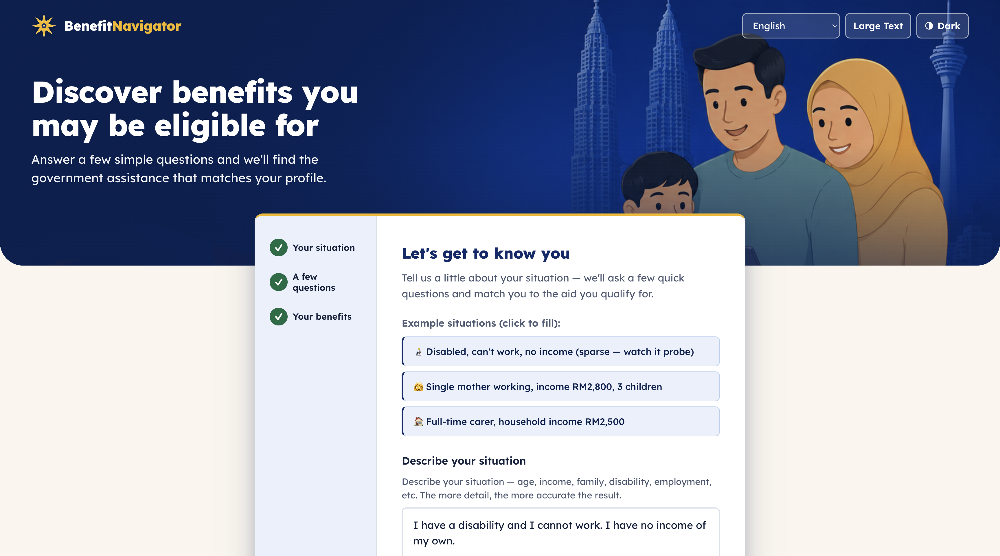 BenefitNavigator
English
Large Text
Dark
Discover benefits you
may be eligible for
Answer a few simple questions and we'll find the
government assistance that matches your profile.
Your situation
A few
questions
Your benefits
Let's get to know you
Tell us a little about your situation — we'll ask a few quick
questions and match you to the aid you qualify for.
Example situations (click to fill):
Disabled, can't work, no income (sparse — watch it probe)
Single mother working, income RM2,800, 3 children
Full-time carer, household income RM2,500
Describe your situation
Describe your situation — age, income, family, disability, employment,
etc. The more detail, the more accurate the result.
I have a disability and I cannot work. I have no income of
my own.